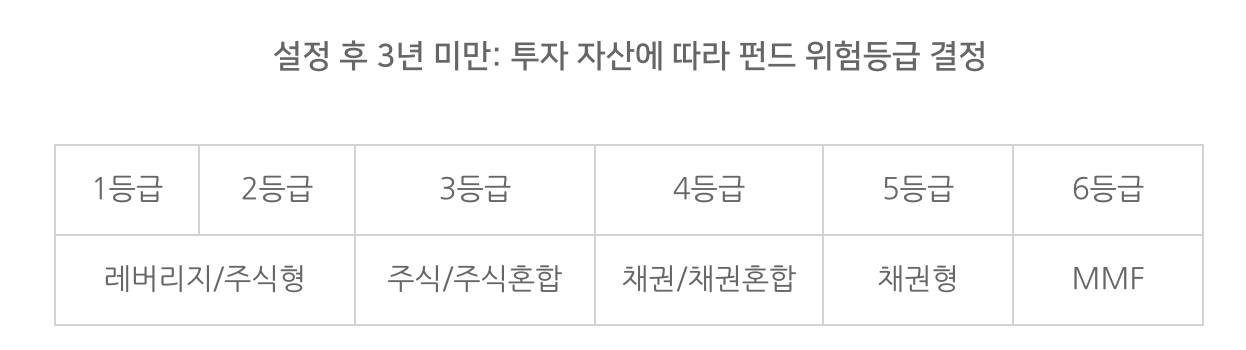 설정 후 3년 미만: 투자 자산에 따라 펀드 위험등급 결정
1등급 2등급 3등급 4등급 5등급 6등급
레버리지/주식형 주식/주식혼합 채권/채권혼합 채권형 MMF